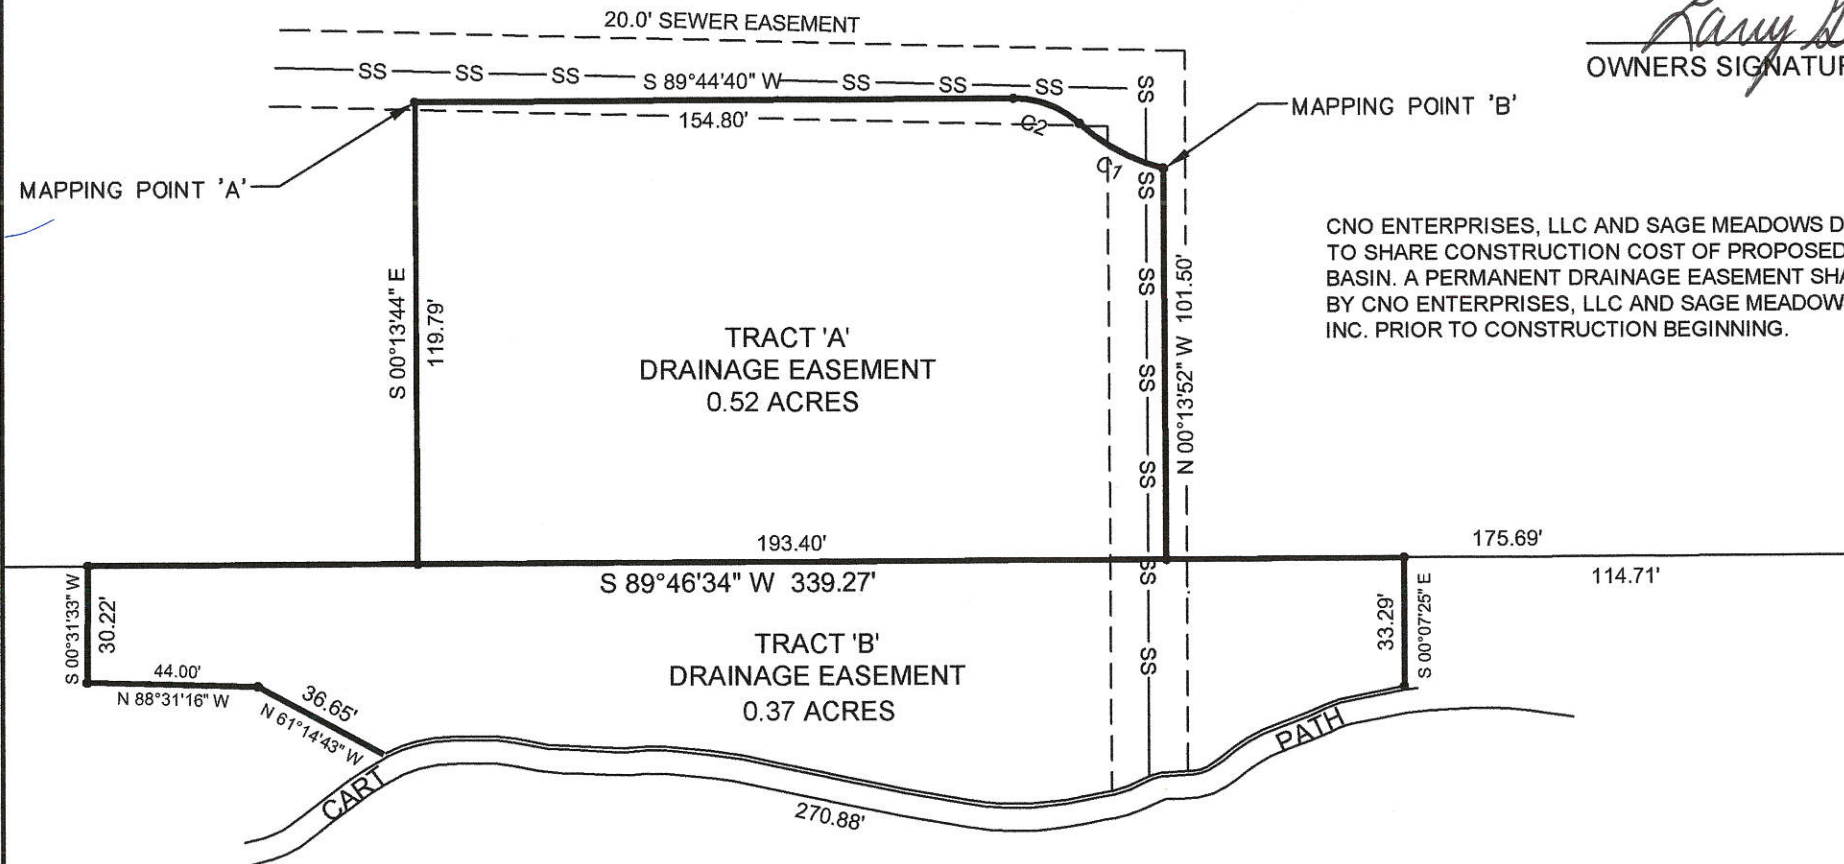 20.0' SEWER EASEMENT
Larry
OWNERS SIGNATUR
SS SS SS S 89°44'40" W SS SS SS SS
154.80'
C2
C1
MAPPING POINT 'B'
MAPPING POINT 'A'
SS
SS
SS
SS
SS
SS
S 00°13'44" E
119.79'
N 00°13'52" W 101.50'
CNO ENTERPRISES, LLC AND SAGE MEADOWS D
TO SHARE CONSTRUCTION COST OF PROPOSED
BASIN. A PERMANENT DRAINAGE EASEMENT SHA
BY CNO ENTERPRISES, LLC AND SAGE MEADOW
INC. PRIOR TO CONSTRUCTION BEGINNING.
TRACT 'A'
DRAINAGE EASEMENT
0.52 ACRES
193.40'
175.69'
S 89°46'34" W 339.27'
114.71'
S 00°31'33" W
30.22'
33.29'
S 00°07'25" E
TRACT 'B'
DRAINAGE EASEMENT
0.37 ACRES
44.00'
N 88°31'16" W
36.65'
N 61°14'43" W
CART
PATH
270.88'